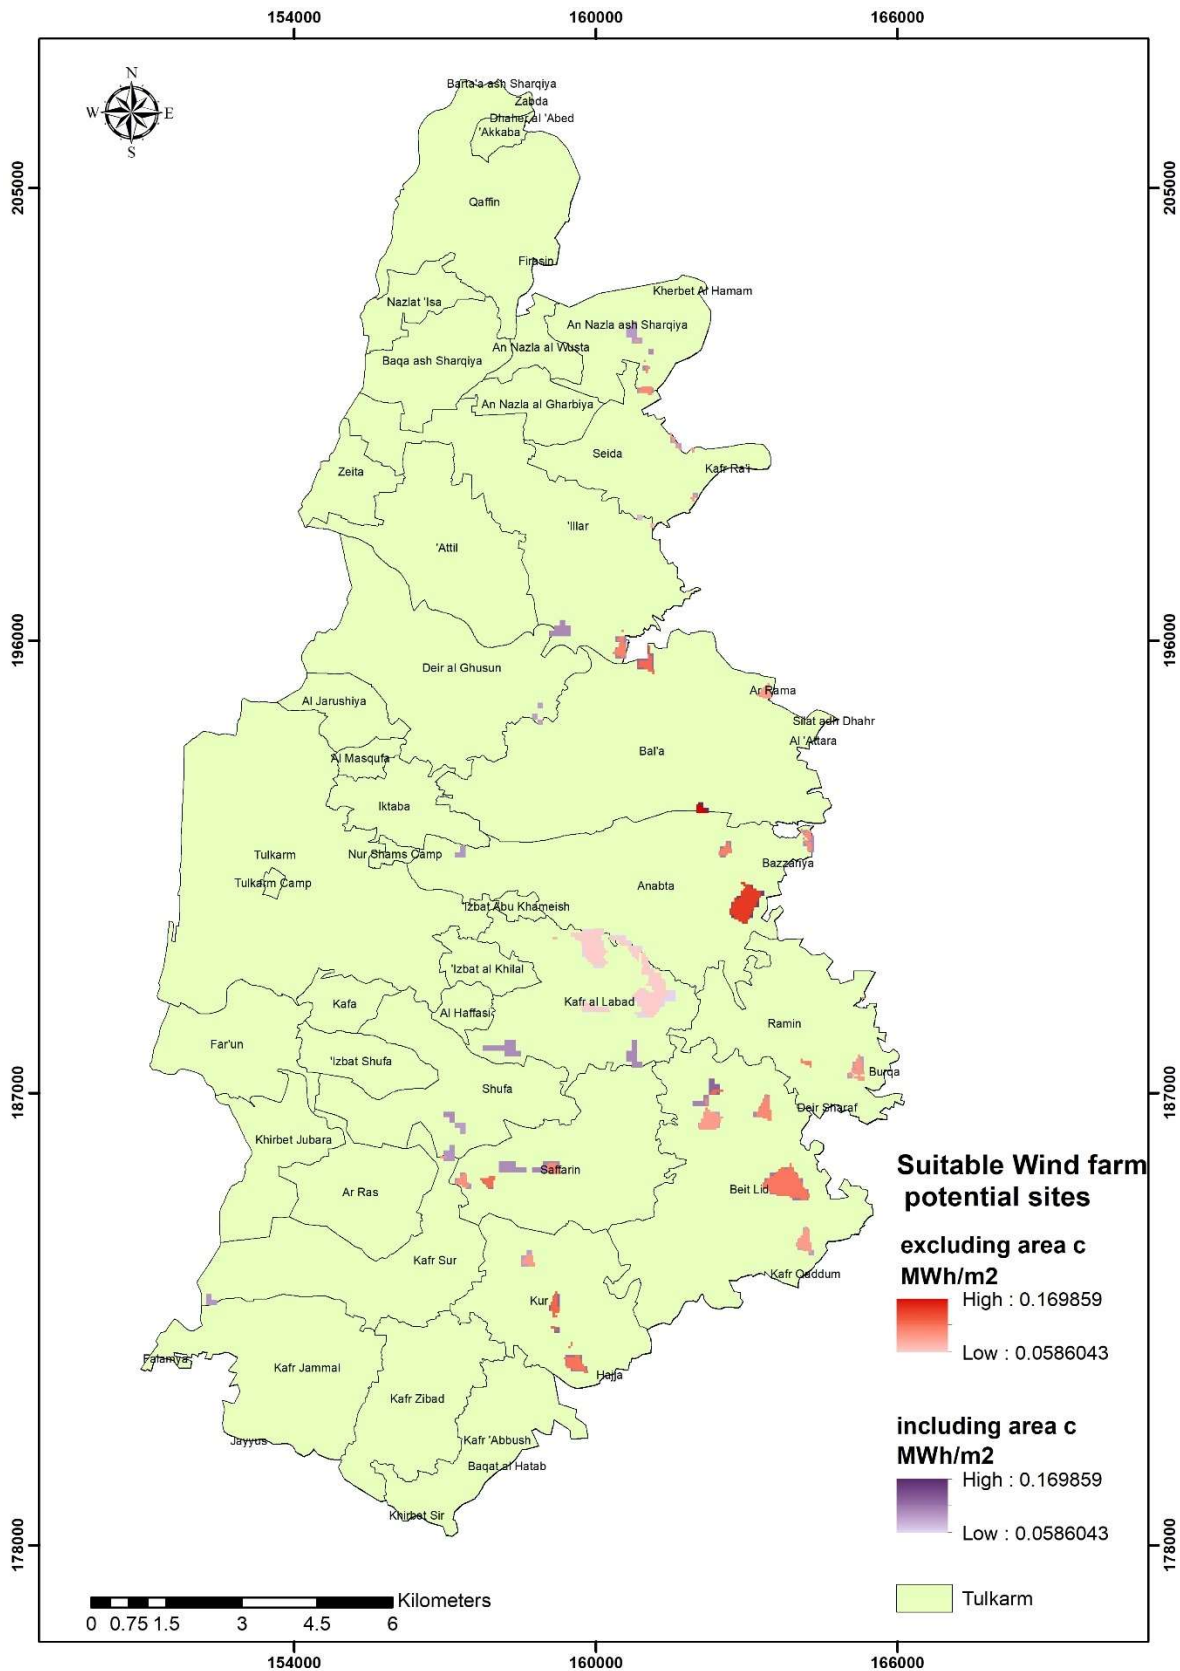 154000
160000
166000
N
W E
S
205000
205000
Barta'a ash Sharqiya
Zabda
Dhaher al 'Abed
'Akkaba
Qaffin
Firasin
Kherbet Al Hamam
Nazlat 'Isa
An Nazla ash Sharqiya
An Nazla al Wusta
Baqa ash Sharqiya
An Nazla al Gharbiya
Seida
Kafr Ra'i
Zeita
'Illar
'Attil
196000
196000
Deir al Ghusun
Ar Rama
Al Jarushiya
Silat adh Dhahr
Al 'Attara
Bal'a
Al Masqufa
Iktaba
Tulkarm
Nur Shams Camp
Bazzariya
Tulkarm Camp
Anabta
'Izbat Abu Khameish
'Izbat al Khilal
Kafa
Al Haffasi
Kafr al Labad
Ramin
Far'un
'Izbat Shufa
Burqa
Shufa
187000
187000
Deir Sharaf
Khirbet Jubara
Saffarin
Ar Ras
Beit Lid
Kafr Sur
Kafr Qaddum
Kur
Falamya
Kafr Jammal
Hajja
Kafr Zibad
Jayyus
Kafr 'Abbush
Baqat al Hatab
Khirbet Sir
178000
178000
Suitable Wind farm
potential sites
excluding area c
MWh/m2
High : 0.169859
Low : 0.0586043
including area c
MWh/m2
High : 0.169859
Low : 0.0586043
Tulkarm
Kilometers
0 0.75 1.5 3 4.5 6
154000
160000
166000